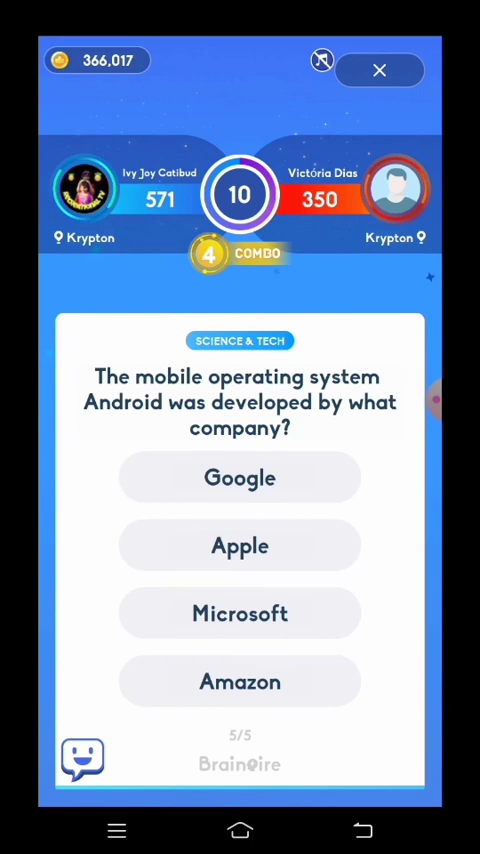 366,017
Ivy Joy Catibud
571
10
Victória Dias
350
Krypton
Krypton
4 COMBO
SCIENCE & TECH
The mobile operating system
Android was developed by what
company?
Google
Apple
Microsoft
Amazon
5/5